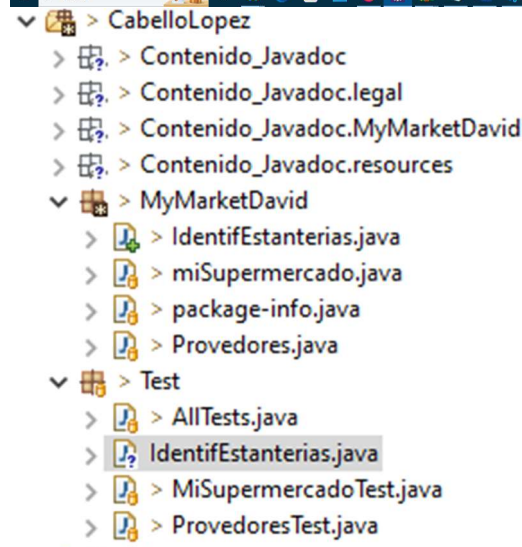 > CabelloLopez
> Contenido_Javadoc
> Contenido_Javadoc.legal
> Contenido_Javadoc.MyMarketDavid
> Contenido_Javadoc.resources
> MyMarketDavid
> IdentifEstanterias.java
> miSupermercado.java
> package-info.java
> Provedores.java
> Test
> AllTests.java
IdentifEstanterias.java
> MiSupermercadoTest.java
> ProvedoresTest.java